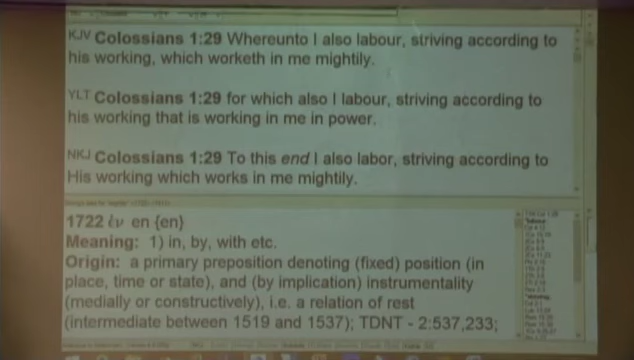 KJV Colossians 1:29 Whereunto I also labour, striving according to
his working, which worketh in me mightily.
YLT Colossians 1:29 for which also I labour, striving according to
his working that is working in me in power.
NKJ Colossians 1:29 To this end I also labor, striving according to
His working which works in me mightily.
1722 ἐν en {en}
Meaning: 1) in, by, with etc.
Origin: a primary preposition denoting (fixed) position (in
place, time or state), and (by implication) instrumentality
(medially or constructively), i.e. a relation of rest
(intermediate between 1519 and 1537); TDNT - 2:537,233;